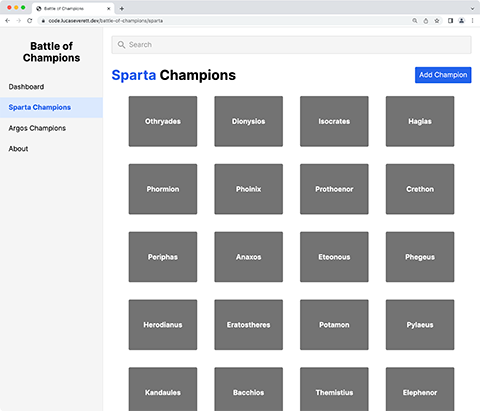 Battle of Champions
code.lucaseverett.dev/battle-of-champions/sparta
Battle of
Champions
Search
Dashboard
Sparta Champions
Argos Champions
About
Sparta Champions
Add Champion
Othryades
Dionysios
Isocrates
Hagias
Phormion
Phoinix
Prothoenor
Crethon
Periphas
Anaxos
Eteonous
Phegeus
Herodianus
Eratostheres
Potamon
Pylaeus
Kandaules
Bacchios
Themistius
Elephenor